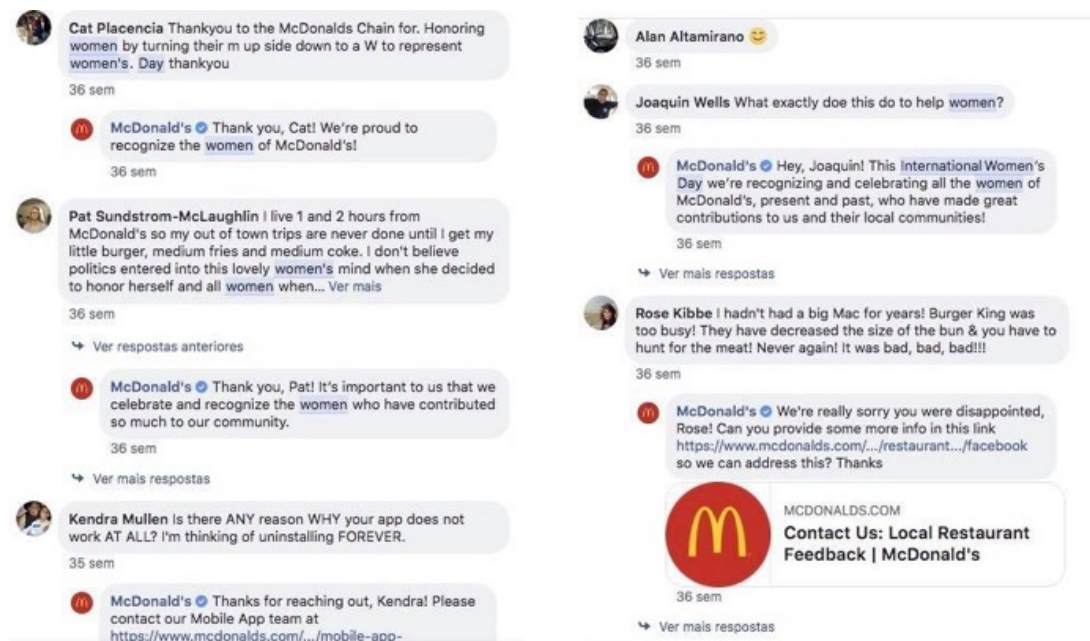 Cat Placencia Thankyou to the McDonalds Chain for. Honoring
women by turning their m up side down to a W to represent
women's. Day thankyou
36 sem
McDonald's Thank you, Cat! We're proud to
recognize the women of McDonald's!
36 sem
Pat Sundstrom-McLaughlin I live 1 and 2 hours from
McDonald's so my out of town trips are never done until I get my
little burger, medium fries and medium coke. I don't believe
politics entered into this lovely women's mind when she decided
to honor herself and all women when... Ver mais
36 sem
Ver respostas anteriores
McDonald's Thank you, Pat! It's important to us that we
celebrate and recognize the women who have contributed
so much to our community.
36 sem
Ver mais respostas
Kendra Mullen Is there ANY reason WHY your app does not
work AT ALL? I'm thinking of uninstalling FOREVER.
35 sem
McDonald's Thanks for reaching out, Kendra! Please
contact our Mobile App team at
https://www.mcdonalds.com/.../mobile-app-
Alan Altamirano 😊
36 sem
Joaquin Wells What exactly doe this do to help women?
36 sem
McDonald's Hey, Joaquin! This International Women's
Day we're recognizing and celebrating all the women of
McDonald's, present and past, who have made great
contributions to us and their local communities!
36 sem
Ver mais respostas
Rose Kibbe I hadn't had a big Mac for years! Burger King was
too busy! They have decreased the size of the bun & you have to
hunt for the meat! Never again! It was bad, bad, bad!!!
36 sem
McDonald's We're really sorry you were disappointed,
Rose! Can you provide some more info in this link
https://www.mcdonalds.com/.../restaurant.../facebook
so we can address this? Thanks
MCDONALDS.COM
Contact Us: Local Restaurant
Feedback | McDonald's
36 sem
Ver mais respostas